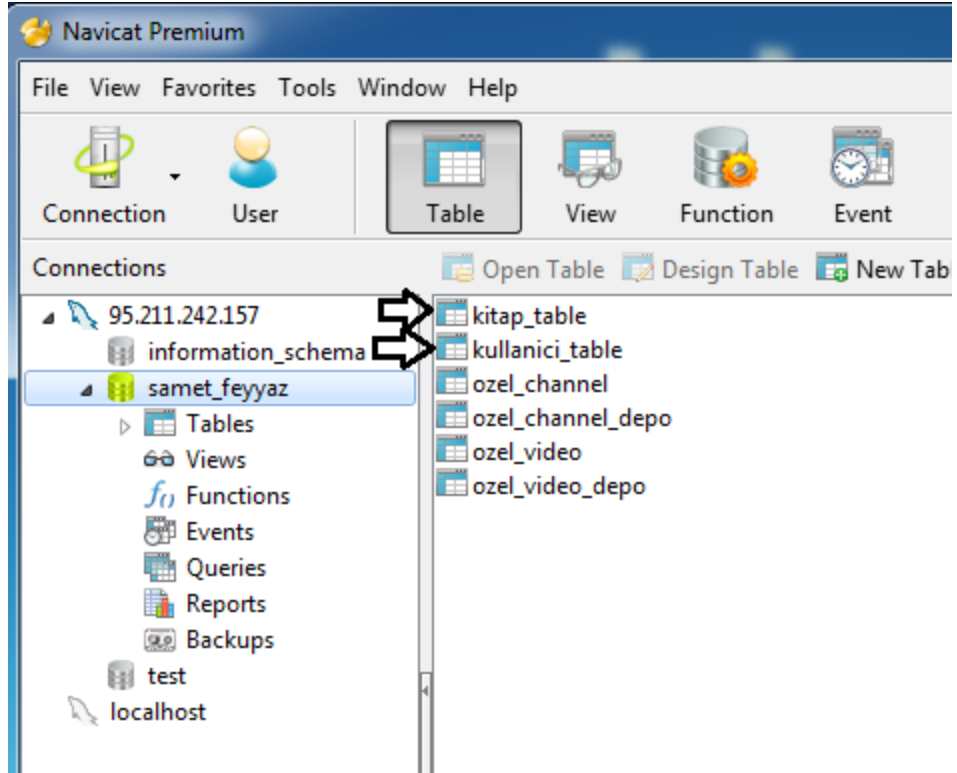 Navicat Premium
File View Favorites Tools Window Help
Connection User Table View Function Event
Connections Open Table Design Table New Tab
95.211.242.157
information_schema
samet_feyyaz
Tables
Views
f() Functions
Events
Queries
Reports
Backups
test
localhost
kitap_table
kullanici_table
ozel_channel
ozel_channel_depo
ozel_video
ozel_video_depo